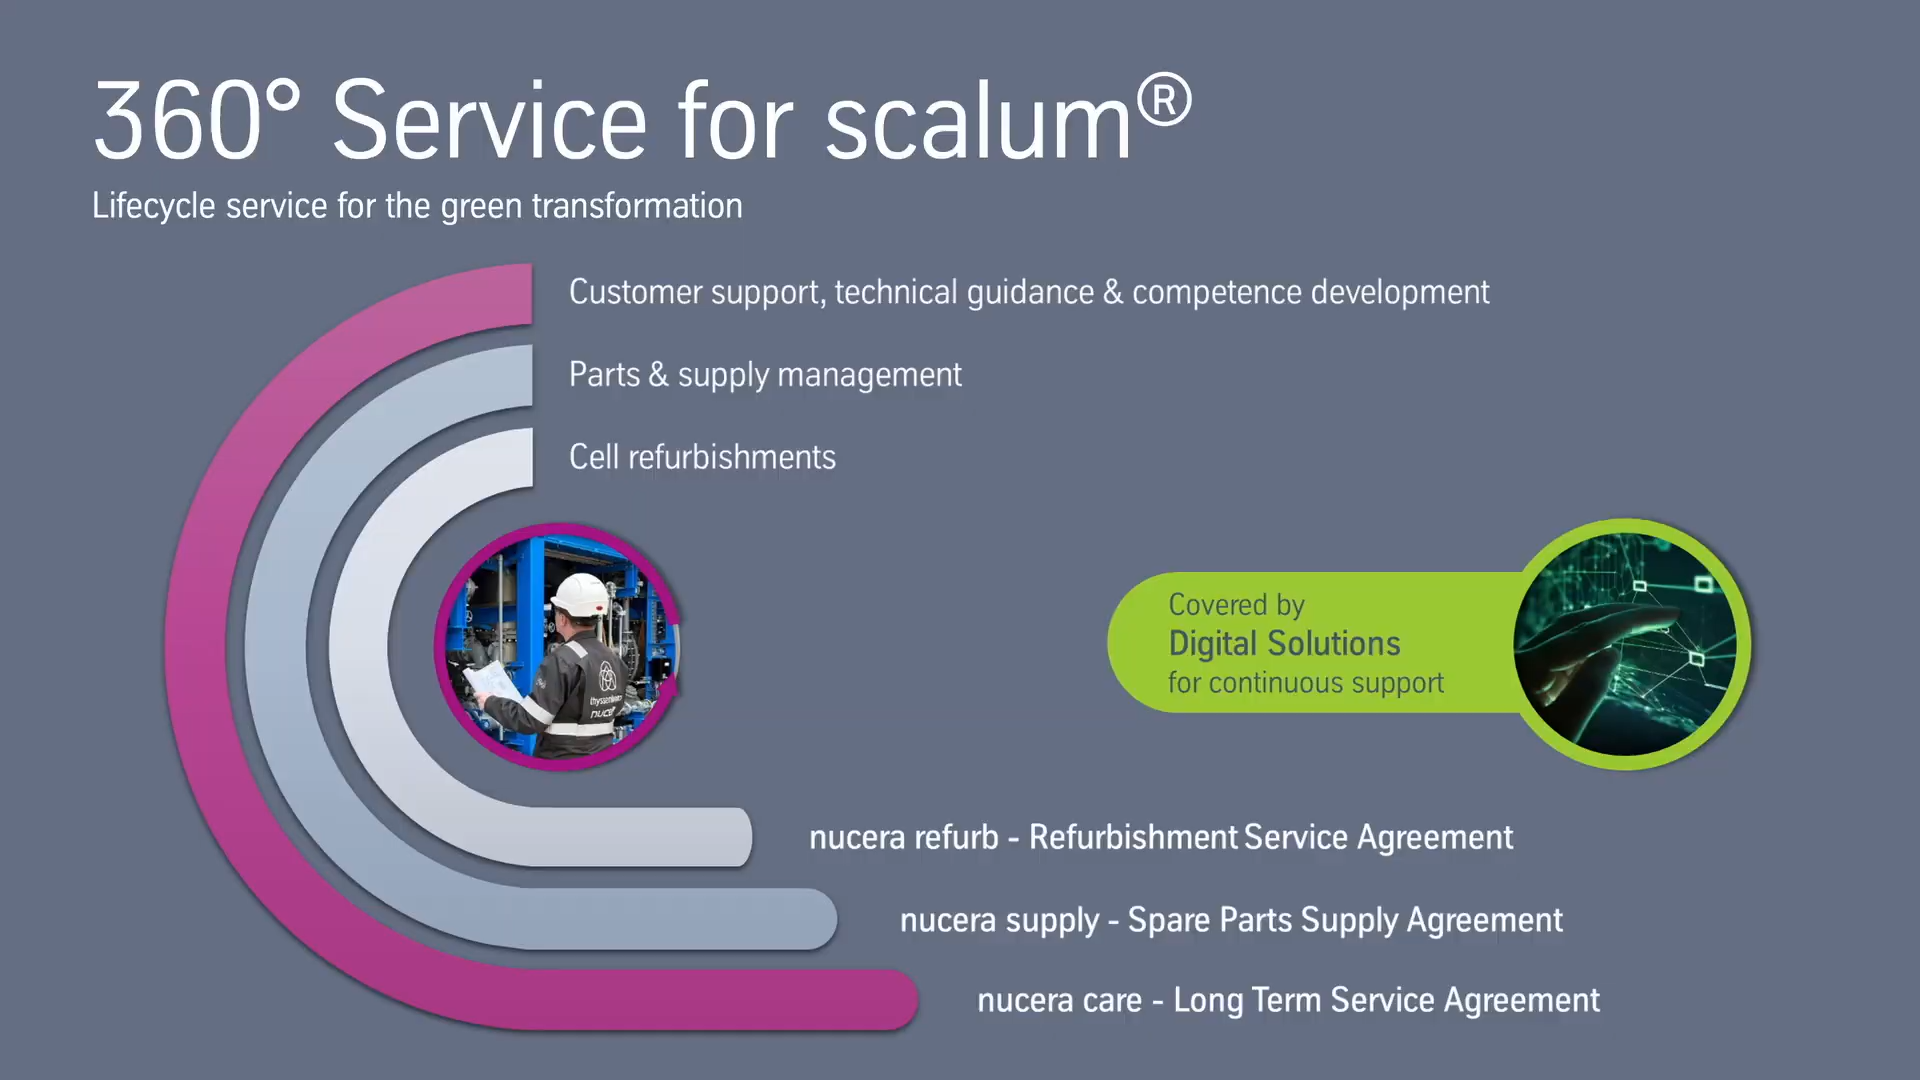 360° Service for scalum®
Lifecycle service for the green transformation
Customer support, technical guidance & competence development
Parts & supply management
Cell refurbishments
Covered by
Digital Solutions
for continuous support
nucera refurb - Refurbishment Service Agreement
nucera supply - Spare Parts Supply Agreement
nucera care - Long Term Service Agreement